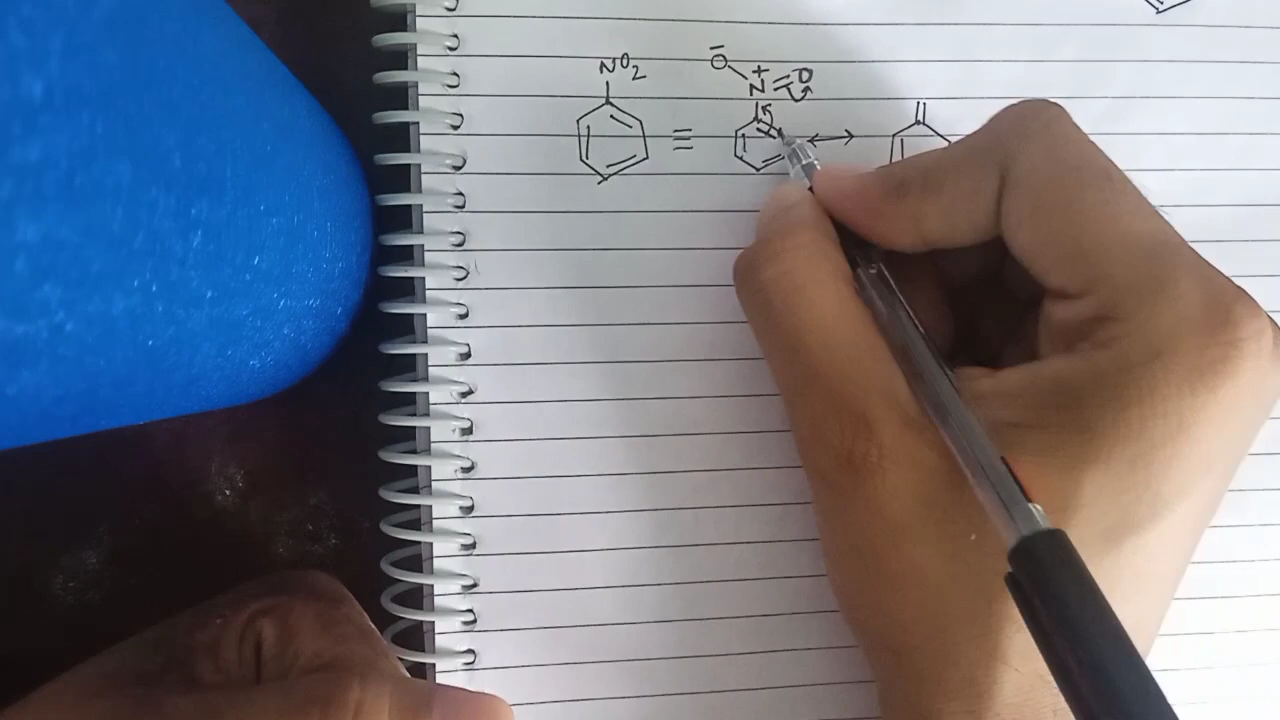 NO2
-O
+
N = O
≡ ↔